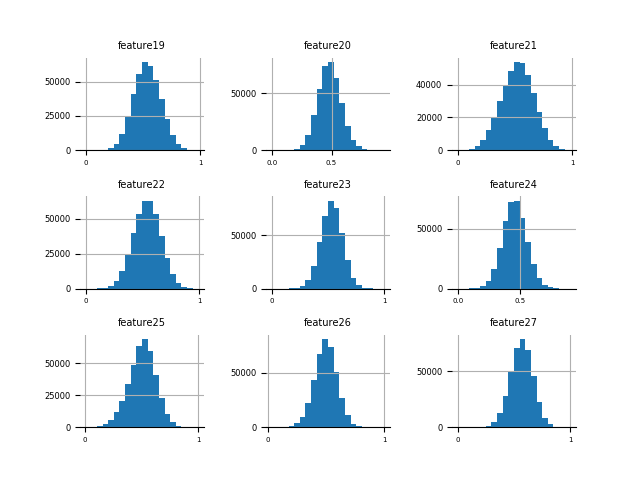 feature19 feature20 feature21
50000 50000 40000
25000 20000
0 0 0
0 1 0.0 0.5 0 1
feature22 feature23 feature24
50000 50000 50000
25000
0 0 0
0 1 0 1 0.0 0.5
feature25 feature26 feature27
50000 50000 50000
25000
0 0 0
0 1 0 1 0 1